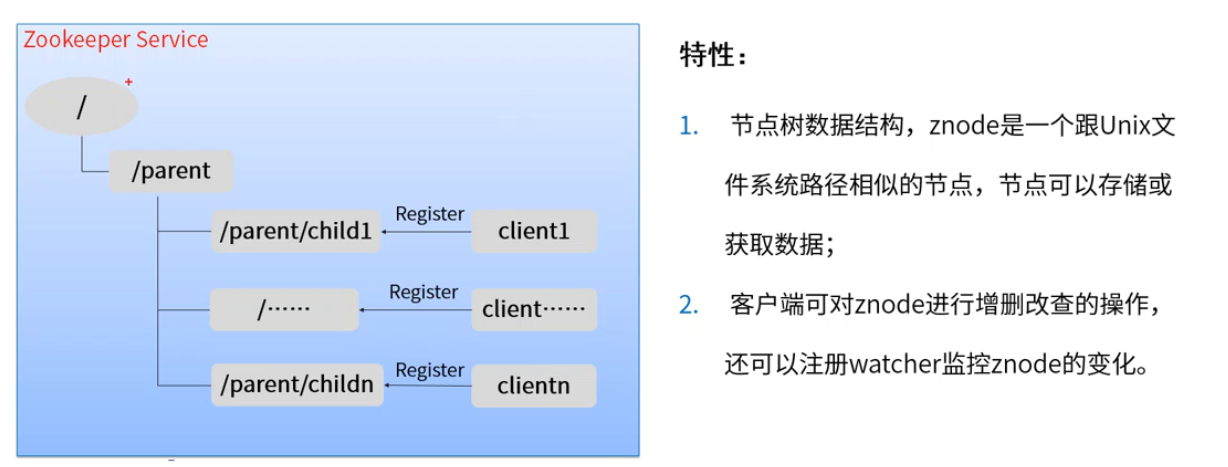 Zookeeper Service
/
/parent
/parent/child1
Register
client1
/……
Register
client……
/parent/childn
Register
clientn
特性：
1. 节点树数据结构，znode是一个跟Unix文
件系统路径相似的节点，节点可以存储或
获取数据；
2. 客户端可对znode进行增删改查的操作，
还可以注册watcher监控znode的变化。